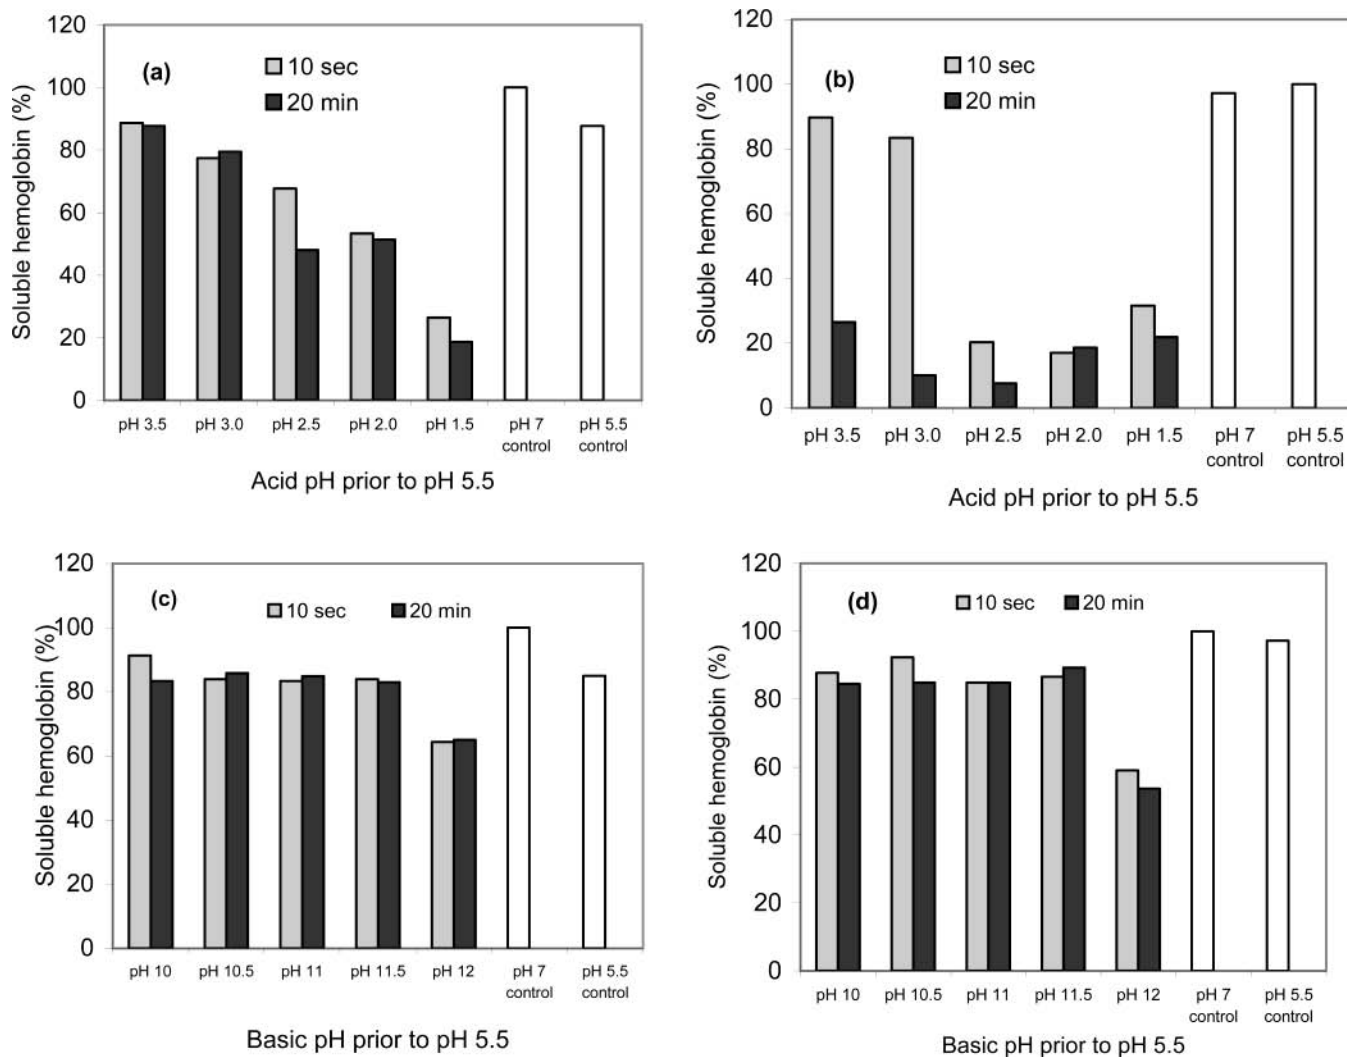 (a)
10 sec
20 min
Soluble hemoglobin (%)
120
100
80
60
40
20
0
pH 3.5 pH 3.0 pH 2.5 pH 2.0 pH 1.5 pH 7 control pH 5.5 control
Acid pH prior to pH 5.5
(b)
10 sec
20 min
Soluble hemoglobin (%)
120
100
80
60
40
20
0
pH 3.5 pH 3.0 pH 2.5 pH 2.0 pH 1.5 pH 7 control pH 5.5 control
Acid pH prior to pH 5.5
(c)
10 sec 20 min
Soluble hemoglobin (%)
120
100
80
60
40
20
0
pH 10 pH 10.5 pH 11 pH 11.5 pH 12 pH 7 control pH 5.5 control
Basic pH prior to pH 5.5
(d)
10 sec 20 min
Soluble hemoglobin (%)
120
100
80
60
40
20
0
pH 10 pH 10.5 pH 11 pH 11.5 pH 12 pH 7 control pH 5.5 control
Basic pH prior to pH 5.5